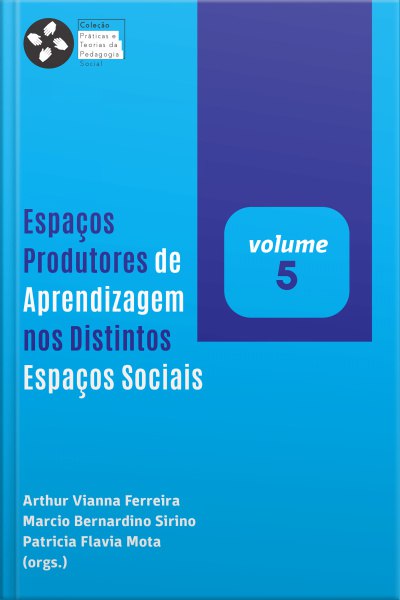 Coleção
Práticas e
Teorias da
Pedagogia
Social
Espaços
Produtores de
Aprendizagem
nos Distintos
Espaços Sociais
volume
5
Arthur Vianna Ferreira
Marcio Bernardino Sirino
Patricia Flavia Mota
(orgs.)